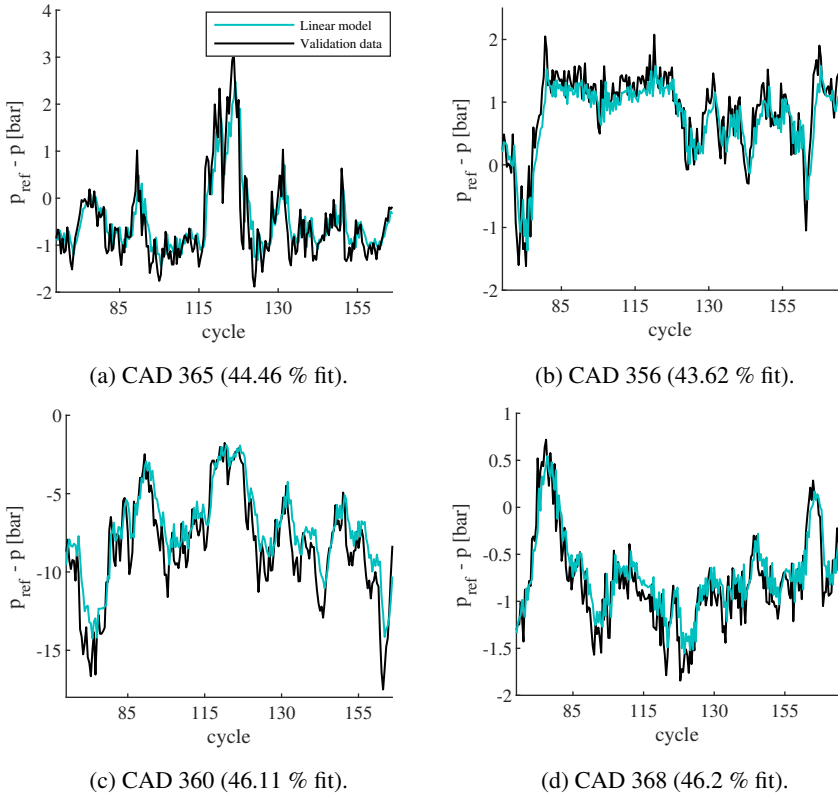 4
3
2
1
0
-1
-2
p_ref - p [bar]
Linear model
Validation data
85
115
130
155
cycle
(a) CAD 365 (44.46 % fit).
2
1
0
-1
-2
p_ref - p [bar]
85
115
130
155
cycle
(b) CAD 356 (43.62 % fit).
0
-5
-10
-15
p_ref - p [bar]
85
115
130
155
cycle
(c) CAD 360 (46.11 % fit).
1
0.5
0
-0.5
-1
-1.5
-2
p_ref - p [bar]
85
115
130
155
cycle
(d) CAD 368 (46.2 % fit).